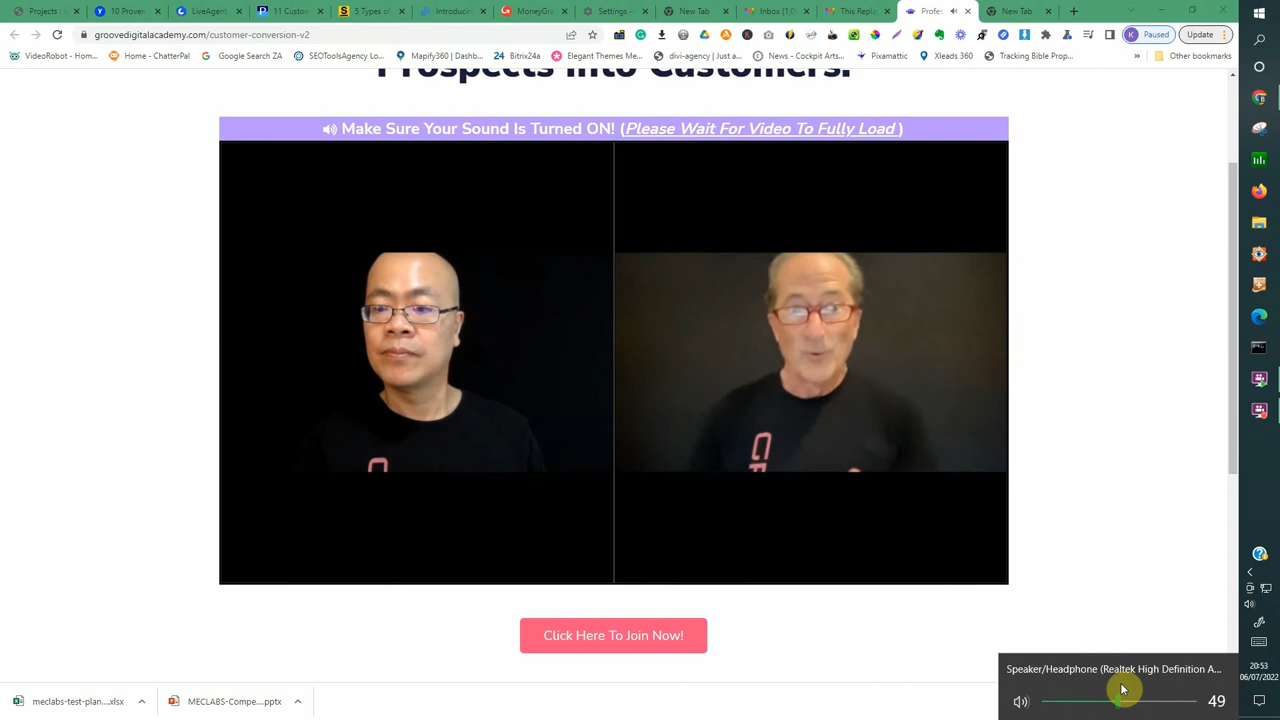 Projects ‹
10 Proven
LiveAgent
11 Custom
5 Types of
Introducin
MoneyGra
Settings –
New Tab
Inbox (1,0
This Repla
Profes
New Tab
groovedigitalacademy.com/customer-conversion-v2
K Paused
Update
VideoRobot - Hom...
Home - ChatterPal
Google Search ZA
SEOToolsAgency Lo...
Mapify360 | Dashb...
Bitrix24a
Elegant Themes Me...
divi-agency | Just a...
News - Cockpit Arts...
Pixamattic
Xleads 360
Tracking Bible Prop...
»
Other bookmarks
Prospects Into Customers.
Make Sure Your Sound Is Turned ON! (Please Wait For Video To Fully Load )
Click Here To Join Now!
Speaker/Headphone (Realtek High Definition A...
49
meclabs-test-plan....xlsx
MECLABS-Compe....pptx
20:53
06/07/2022